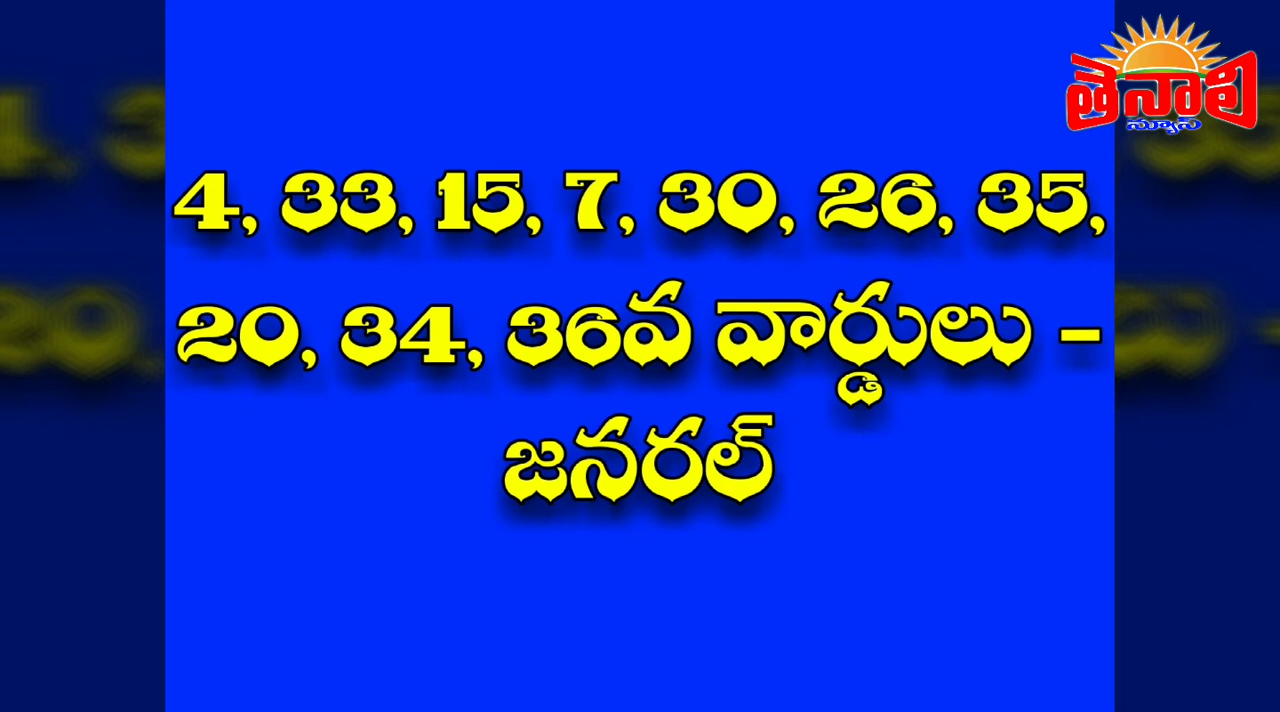 తెనాలి
న్యూస్
4, 33, 15, 7, 30, 26, 35,
20, 34, 36వ వార్డులు -
జనరల్